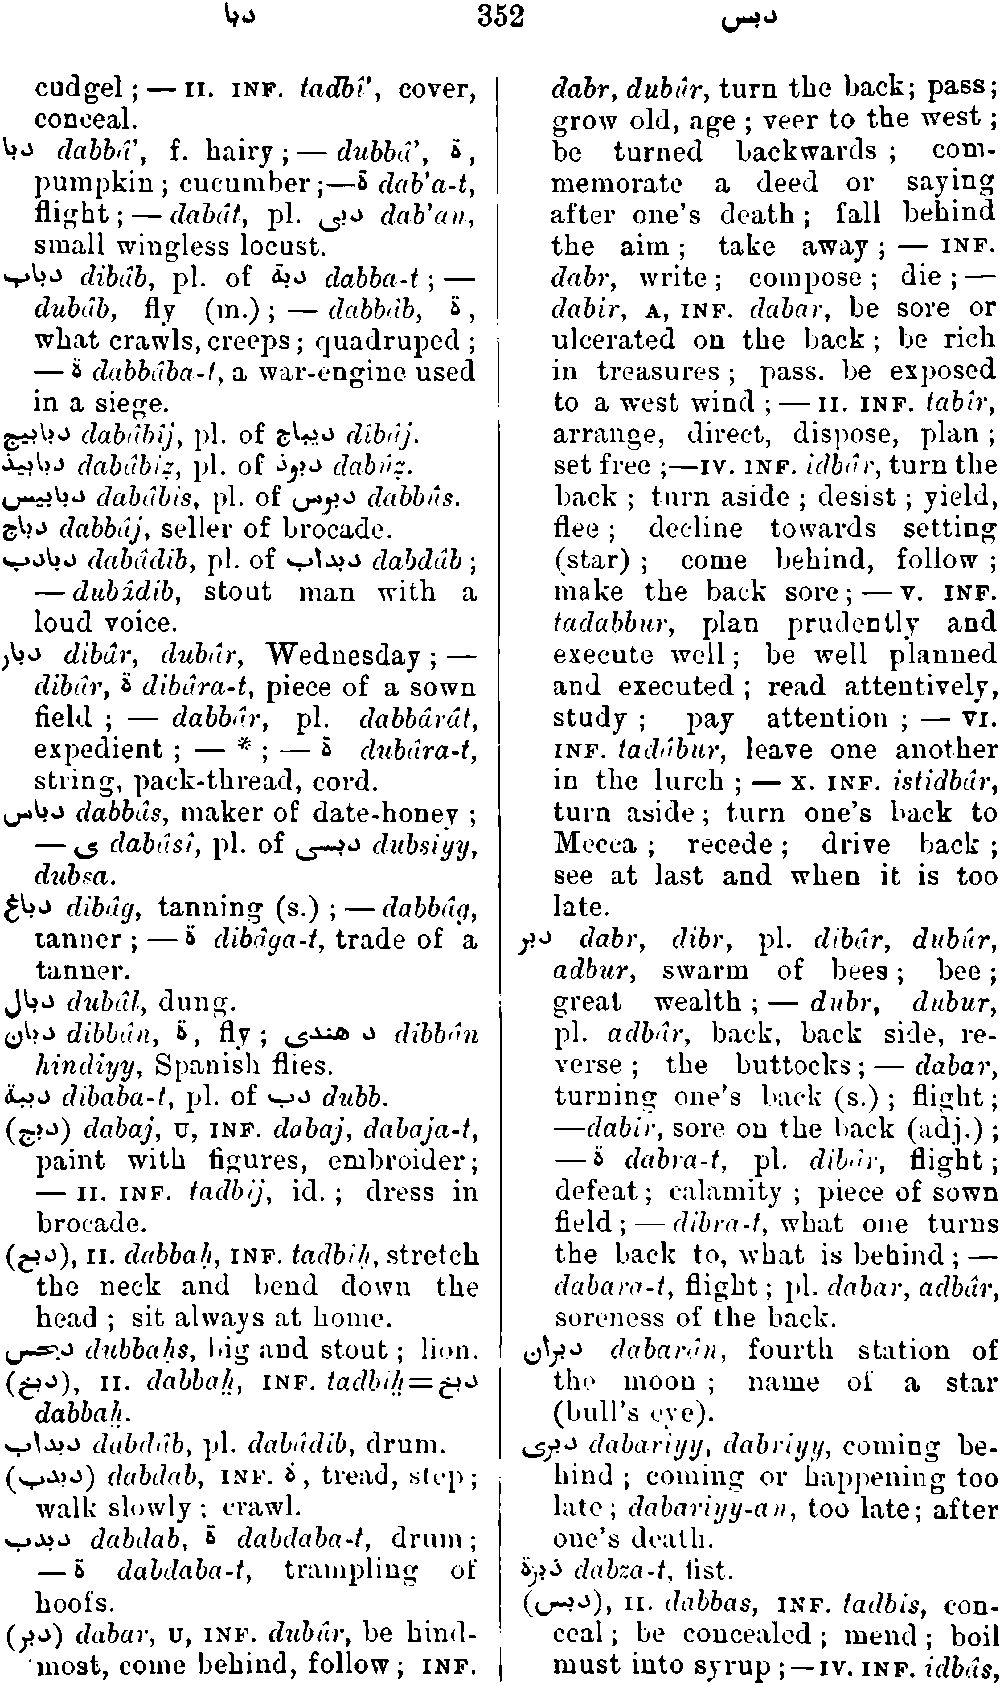 دبا 352 دبس
cudgel ; — II. INF. tadbî', cover,
conceal.
دبا dabbâ', f. hairy ; — dubbâ', ة,
pumpkin ; cucumber ;—ة dab'a-t,
flight ; — dabât, pl. دبى dab'an,
small wingless locust.
دباب dibâb, pl. of دبة dabba-t ; —
dubâb, fly (m.) ; — dabbâb, ة,
what crawls, creeps ; quadruped ;
— ة dabbâba-t, a war-engine used
in a siege.
دبابيج dabâbîj, pl. of ديباج dîbâj.
دبابيذ dabâbîẕ, pl. of دبوذ dabûẕ.
دبابيس dabâbîs, pl. of دبوس dabbûs.
دباج dabbâj, seller of brocade.
دبادب dabâdib, pl. of دبداب dabdâb ;
— dubâdib, stout man with a
loud voice.
دبار dibâr, dubâr, Wednesday ; —
dibâr, ة dibâra-t, piece of a sown
field ; — dabbâr, pl. dabbârât,
expedient ; — * ; — ة dubâra-t,
string, pack-thread, cord.
دباس dabbâs, maker of date-honey ;
— ى dabâsî, pl. of دبسى dubsiyy,
dubsa.
دباغ dibâg, tanning (s.) ; — dabbâg,
tanner ; — ة dibâga-t, trade of a
tanner.
دبال dubâl, dung.
دبان dibbân, ة, fly ; د هندى dibbân
hindiyy, Spanish flies.
دببة dibaba-t, pl. of دب dubb.
(دبج) dabaj, U, INF. dabaj, dabaja-t,
paint with figures, embroider ;
— II. INF. tadbîj, id. ; dress in
brocade.
(دبح), II. dabbaḥ, INF. tadbîḥ, stretch
the neck and bend down the
head ; sit always at home.
دبحس dubbaḥs, big and stout ; lion.
(دبخ), II. dabbaḫ, INF. tadbîḫ=دبح
dabbaḥ.
دبداب dabdâb, pl. dabâdib, drum.
(دبدب) dabdab, INF. ة, tread, step ;
walk slowly ; crawl.
دبدب dabdab, ة dabdaba-t, drum ;
— ة dabdaba-t, trampling of
hoofs.
(دبر) dabar, U, INF. dubûr, be hind-
most, come behind, follow ; INF.
dabr, dubûr, turn the back ; pass ;
grow old, age ; veer to the west ;
be turned backwards ; com-
memorate a deed or saying
after one's death ; fall behind
the aim ; take away ; — INF.
dabr, write ; compose ; die ; —
dabir, A, INF. dabar, be sore or
ulcerated on the back ; be rich
in treasures ; pass. be exposed
to a west wind ; — II. INF. tabîr,
arrange, direct, dispose, plan ;
set free ;—IV. INF. idbâr, turn the
back ; turn aside ; desist ; yield,
flee ; decline towards setting
(star) ; come behind, follow ;
make the back sore ; — V. INF.
tadabbur, plan prudently and
execute well ; be well planned
and executed ; read attentively,
study ; pay attention ; — VI.
INF. tadâbur, leave one another
in the lurch ; — X. INF. istidbâr,
turn aside ; turn one's back to
Mecca ; recede ; drive back ;
see at last and when it is too
late.
دبر dabr, dibr, pl. dibâr, dubûr,
adbur, swarm of bees ; bee ;
great wealth ; — dubr, dubur,
pl. adbâr, back, back side, re-
verse ; the buttocks ; — dabar,
turning one's back (s.) ; flight ;
—dabir, sore on the back (adj.) ;
— ة dabra-t, pl. dibâr, flight ;
defeat ; calamity ; piece of sown
field ; — dibra-t, what one turns
the back to, what is behind ; —
dabara-t, flight ; pl. dabar, adbâr,
soreness of the back.
دبران dabarân, fourth station of
the moon ; name of a star
(bull's eye).
دبرى dabariyy, dabriyy, coming be-
hind ; coming or happening too
late ; dabariyy-an, too late ; after
one's death.
دبزة dabza-t, fist.
(دبس), II. dabbas, INF. tadbîs, con-
ceal ; be concealed ; mend ; boil
must into syrup ;—IV. INF. idbâs,